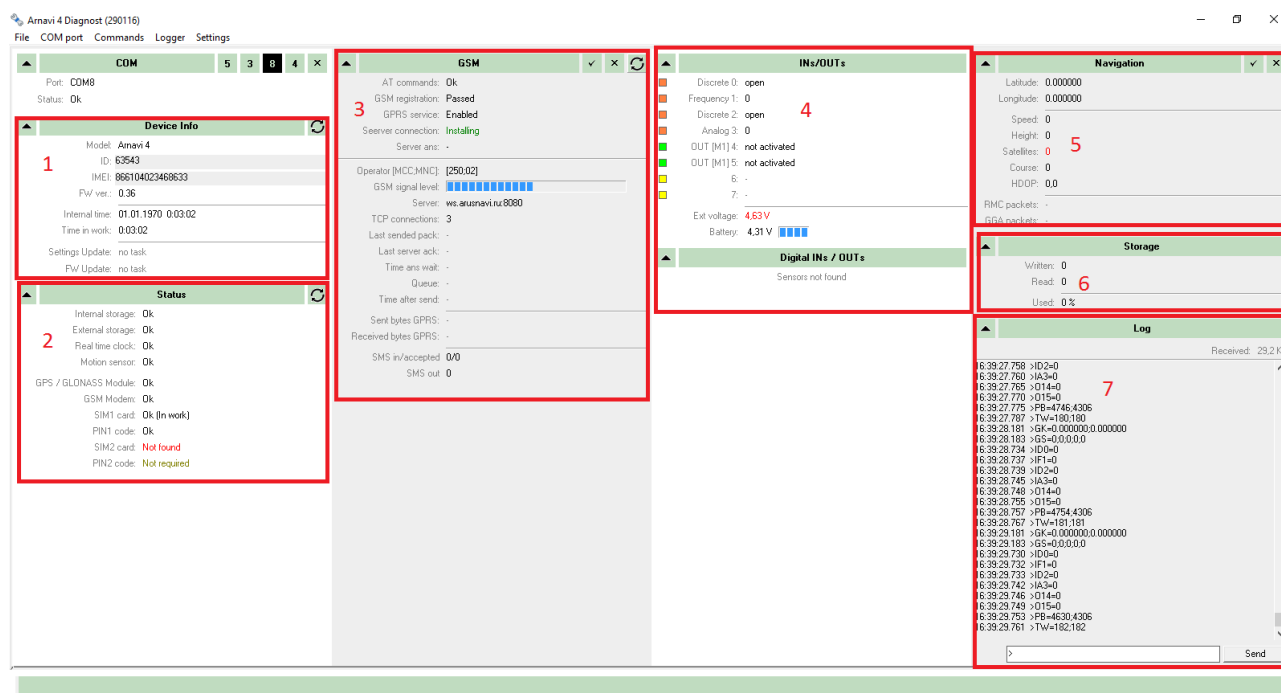 Arnavi 4 Diagnost (290116)
File COM port Commands Logger Settings
COM 5 3 8 4
Port: COM8
Status: Ok
Device Info
1
Model: Arnavi 4
ID: 63543
IMEI: 866104023468633
FW ver.: 0.36
Internal time: 01.01.1970 0:03:02
Time in work: 0:03:02
Settings Update: no task
FW Update: no task
Status
2
Internal storage: Ok
External storage: Ok
Real time clock: Ok
Motion sensor: Ok
GPS / GLONASS Module: Ok
GSM Modem: Ok
SIM1 card: Ok (In work)
PIN1 code: Ok
SIM2 card: Not found
PIN2 code: Not required
GSM
3
AT commands: Ok
GSM registration: Passed
GPRS service: Enabled
Seerver connection: Installing
Server ans: -
Operator [MCC;MNC]: [250;02]
GSM signal level:
Server: ws.arusnavi.ru:8080
TCP connections: 3
Last sended pack: -
Last server ack: -
Time ans wait: -
Queue: -
Time after send: -
Sent bytes GPRS: -
Received bytes GPRS: -
SMS in/accepted 0/0
SMS out 0
INs/OUTs
4
Discrete 0: open
Frequency 1: 0
Discrete 2: open
Analog 3: 0
OUT [M1] 4: not activated
OUT [M1] 5: not activated
6: -
7: -
Ext voltage: 4,63 V
Battery: 4,31 V
Digital INs / OUTs
Sensors not found
Navigation
5
Latitude: 0.000000
Longitude: 0.000000
Speed: 0
Height: 0
Satellites: 0
Course: 0
HDOP: 0,0
RMC packets: -
GGA packets: -
Storage
6
Written: 0
Read: 0
Used: 0 %
Log
7
Received: 29,2 K
16:39:27.758 >ID2=0
16:39:27.760 >IA3=0
16:39:27.765 >O14=0
16:39:27.770 >O15=0
16:39:27.775 >PB=4746;4306
16:39:27.787 >TW=180;180
16:39:28.181 >GK=0.000000;0.000000
16:39:28.183 >GS=0;0;0;0;0
16:39:28.734 >ID0=0
16:39:28.737 >IF1=0
16:39:28.739 >ID2=0
16:39:28.745 >IA3=0
16:39:28.748 >O14=0
16:39:28.755 >O15=0
16:39:28.757 >PB=4754;4306
16:39:28.767 >TW=181;181
16:39:29.181 >GK=0.000000;0.000000
16:39:29.183 >GS=0;0;0;0;0
16:39:29.730 >ID0=0
16:39:29.732 >IF1=0
16:39:29.733 >ID2=0
16:39:29.742 >IA3=0
16:39:29.746 >O14=0
16:39:29.749 >O15=0
16:39:29.753 >PB=4630;4306
16:39:29.761 >TW=182;182
>
Send